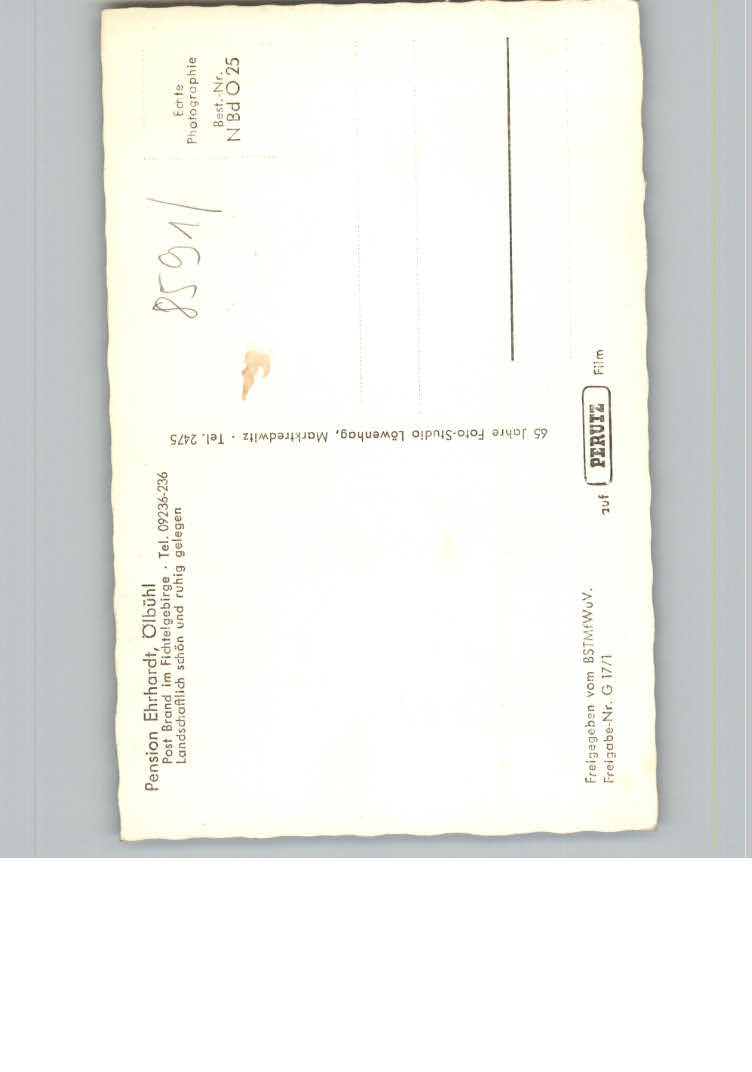 Pension Ehrhardt, Ölbühl
Post Brand im Fichtelgebirge · Tel. 09236-236
Landschaftlich schön und ruhig gelegen
65 Jahre Foto-Studio Löwenhag, Marktredwitz · Tel. 2475
Echte
Photographie
Best.-Nr.
N Bd O 25
8591/
Freigegeben vom BSTMfWuV.
Freigabe-Nr. G 17/1
auf PERUTZ Film